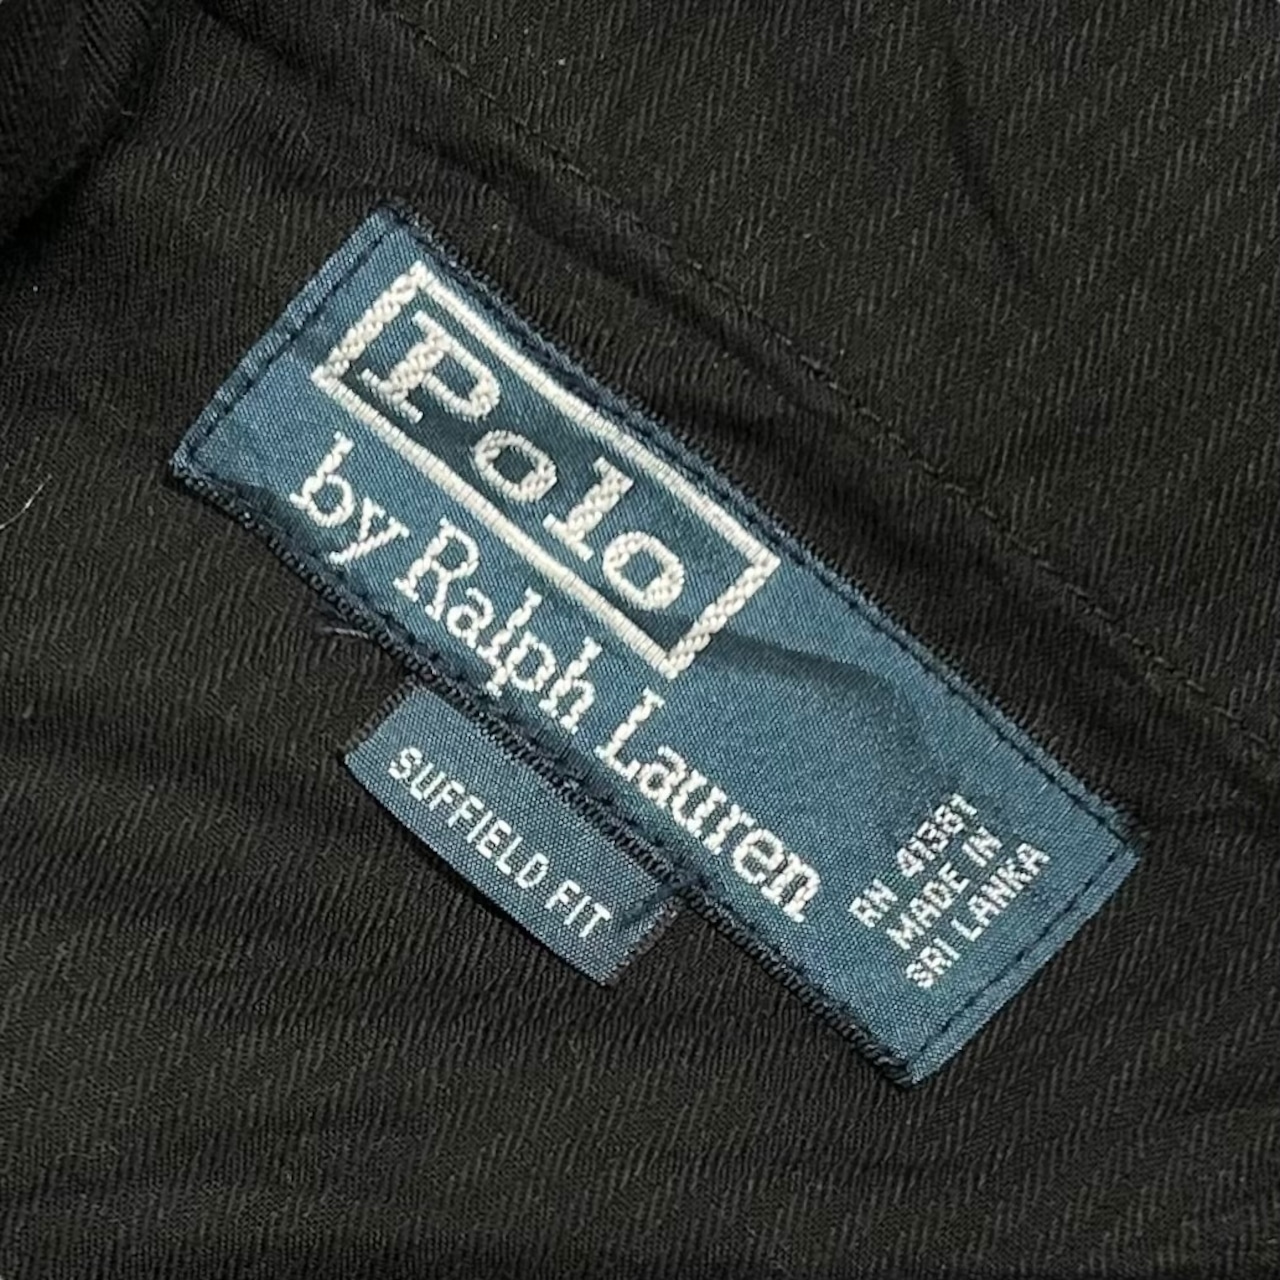 Polo
by Ralph Lauren
RN 41381
MADE IN
SRI LANKA
SUFFIELD FIT